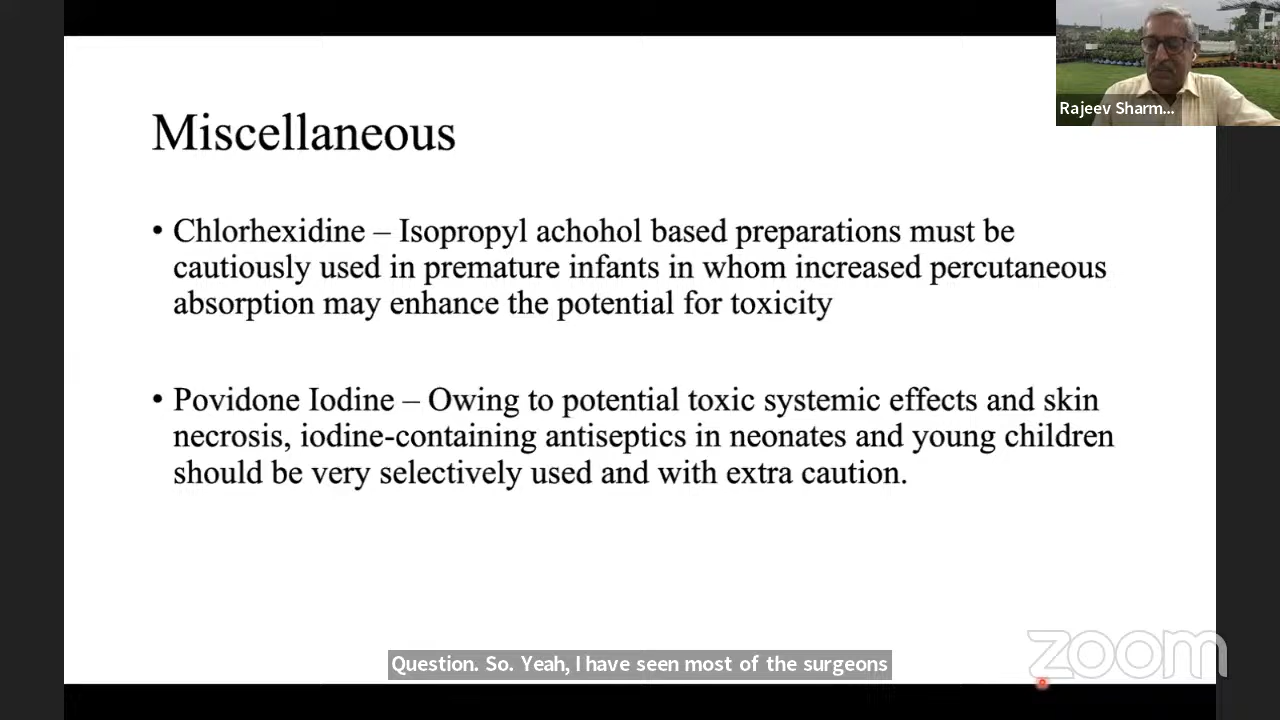 Rajeev Sharm...
Miscellaneous
• Chlorhexidine – Isopropyl achohol based preparations must be
cautiously used in premature infants in whom increased percutaneous
absorption may enhance the potential for toxicity
• Povidone Iodine – Owing to potential toxic systemic effects and skin
necrosis, iodine-containing antiseptics in neonates and young children
should be very selectively used and with extra caution.
Question. So. Yeah, I have seen most of the surgeons
zoom